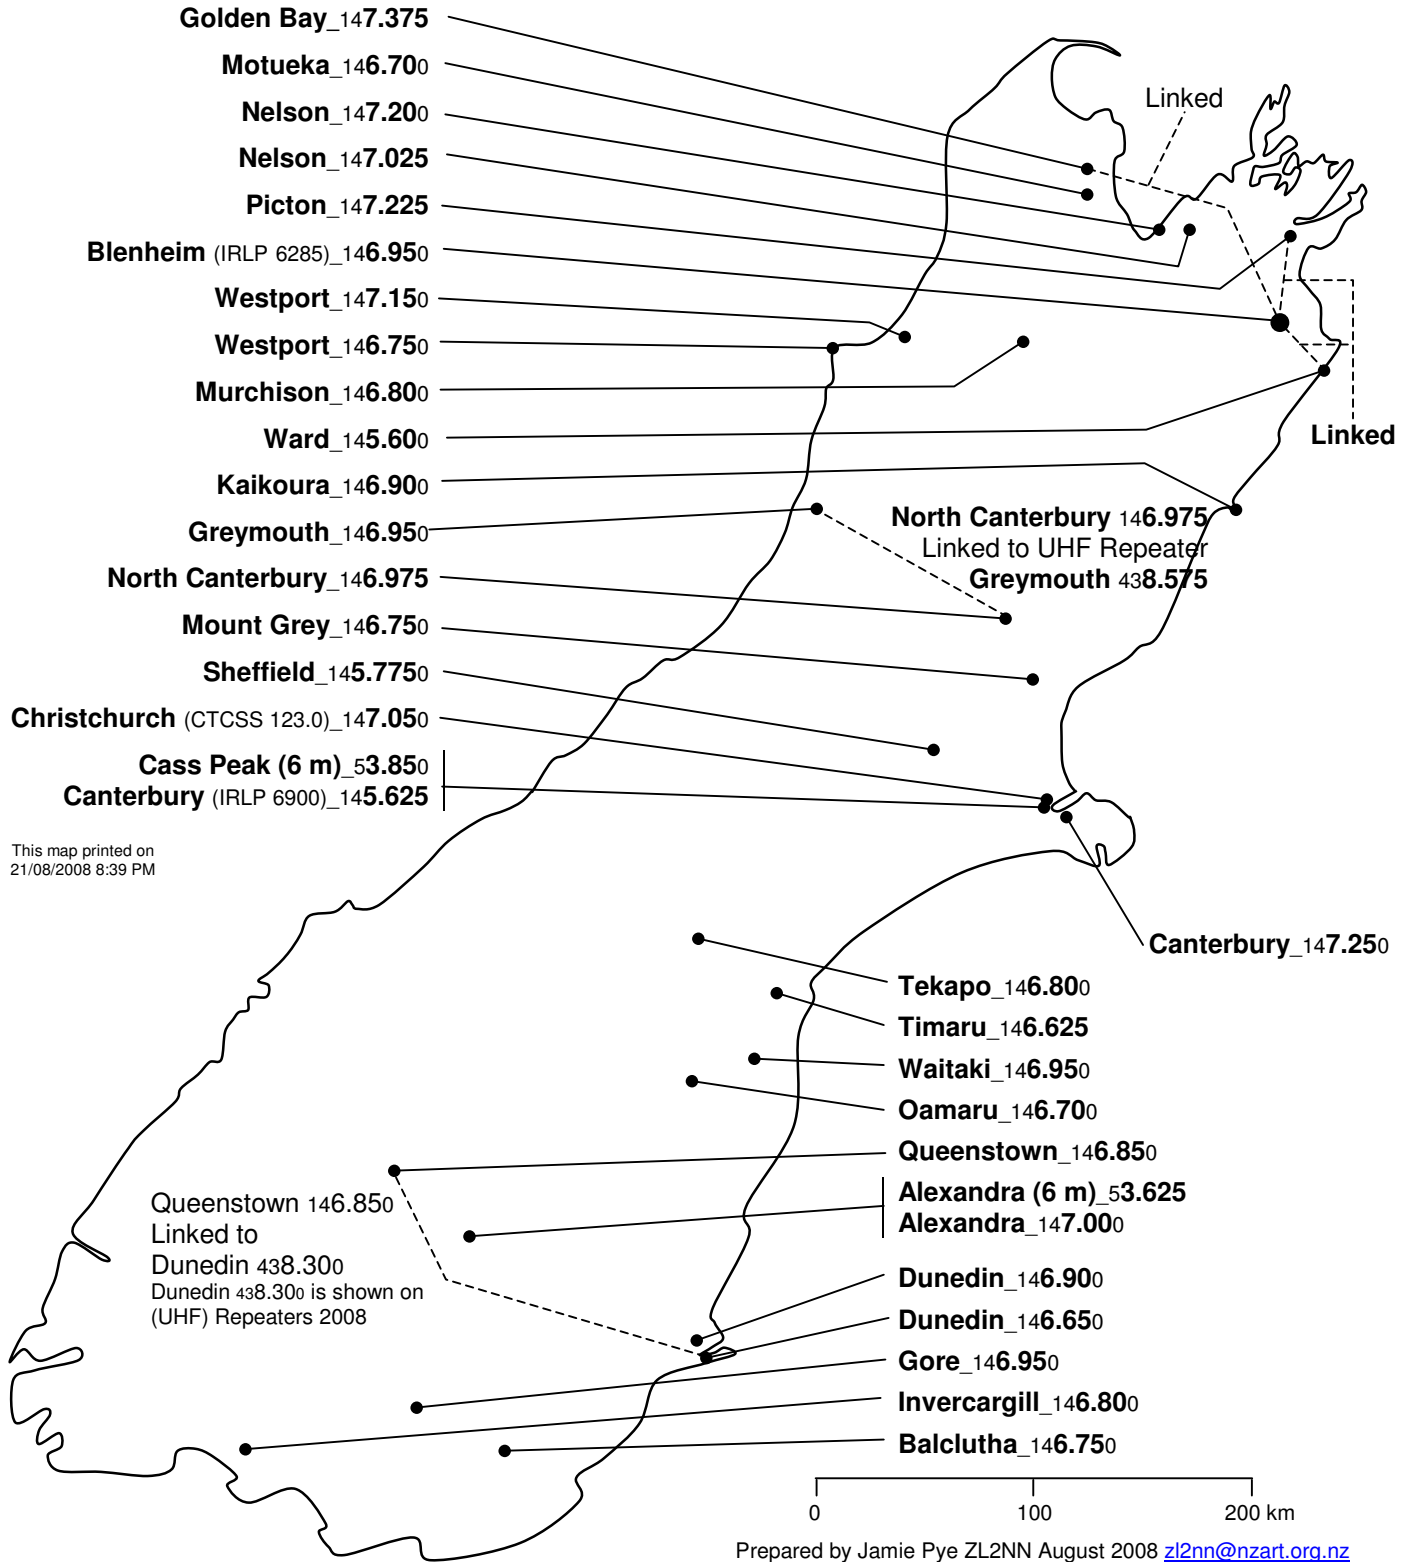 Golden Bay_147.375
Motueka_146.700
Nelson_147.200
Nelson_147.025
Picton_147.225
Blenheim (IRLP 6285)_146.950
Westport_147.150
Westport_146.750
Murchison_146.800
Ward_145.600
Kaikoura_146.900
Greymouth_146.950
North Canterbury_146.975
Mount Grey_146.750
Sheffield_145.7750
Christchurch (CTCSS 123.0)_147.050
Cass Peak (6 m)_53.850
Canterbury (IRLP 6900)_145.625
This map printed on
21/08/2008 8:39 PM
Linked
Linked
North Canterbury 146.975
Linked to UHF Repeater
Greymouth 438.575
Canterbury_147.250
Tekapo_146.800
Timaru_146.625
Waitaki_146.950
Oamaru_146.700
Queenstown_146.850
Alexandra (6 m)_53.625
Alexandra_147.000
Queenstown 146.850
Linked to
Dunedin 438.300
Dunedin 438.300 is shown on
(UHF) Repeaters 2008
Dunedin_146.900
Dunedin_146.650
Gore_146.950
Invercargill_146.800
Balclutha_146.750
0 100 200 km
Prepared by Jamie Pye ZL2NN August 2008 zl2nn@nzart.org.nz